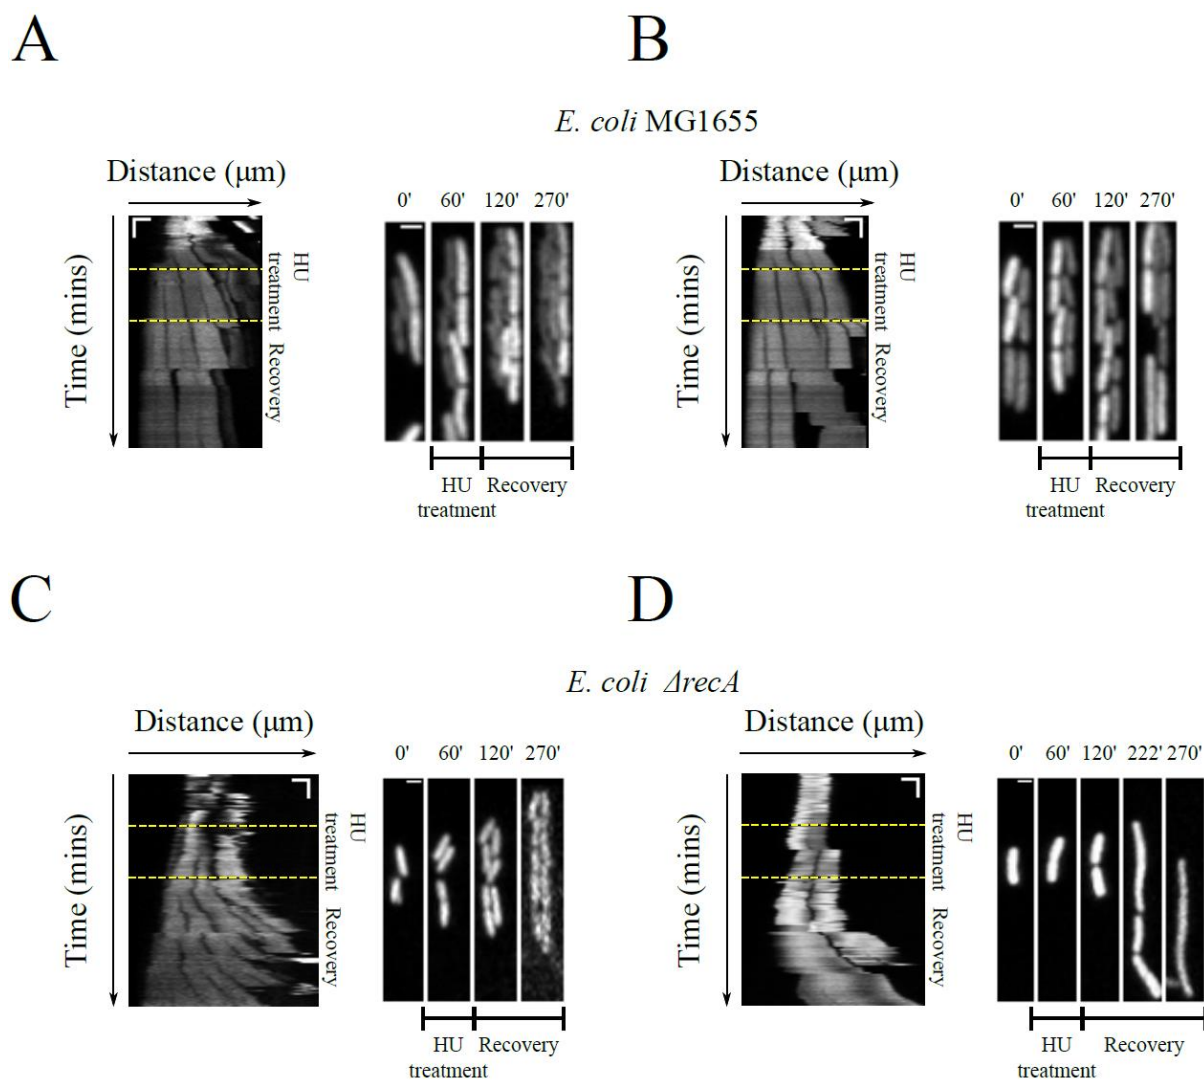 A
B
E. coli MG1655
Distance (μm)
Time (mins)
HU
treatment
Recovery
0' 60' 120' 270'
HU
treatment
Recovery
Distance (μm)
Time (mins)
HU
treatment
Recovery
0' 60' 120' 270'
HU
treatment
Recovery
C
D
E. coli ΔrecA
Distance (μm)
Time (mins)
HU
treatment
Recovery
0' 60' 120' 270'
HU
treatment
Recovery
Distance (μm)
Time (mins)
HU
treatment
Recovery
0' 60' 120' 222' 270'
HU
treatment
Recovery